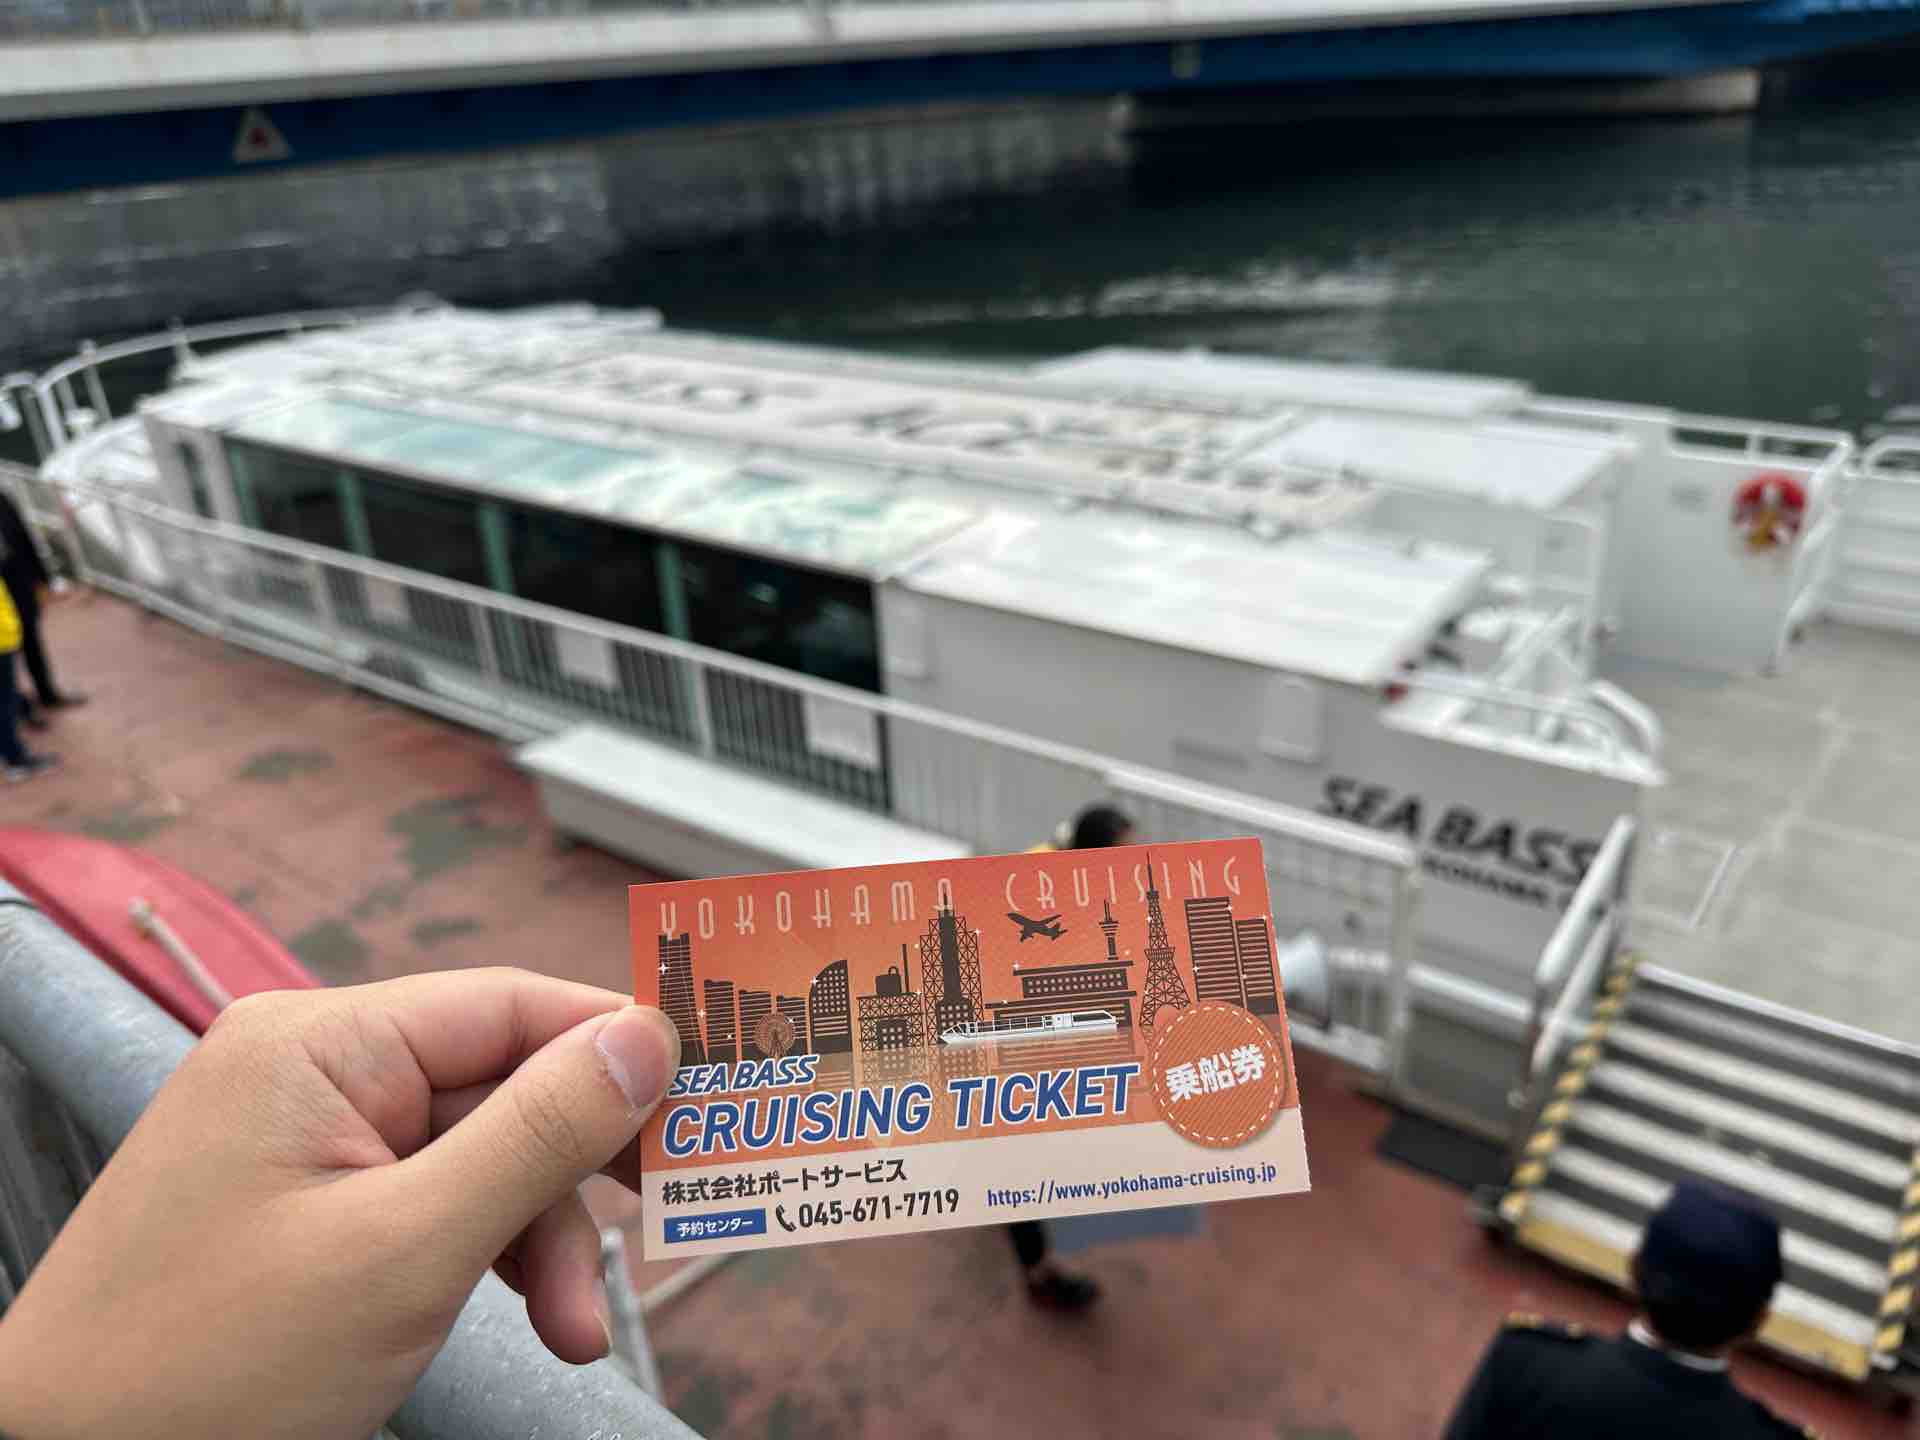 SEA BASS
YOKOHAMA CRUISING
SEA BASS
CRUISING TICKET
乗船券
株式会社ポートサービス
予約センター 045-671-7719
https://www.yokohama-cruising.jp